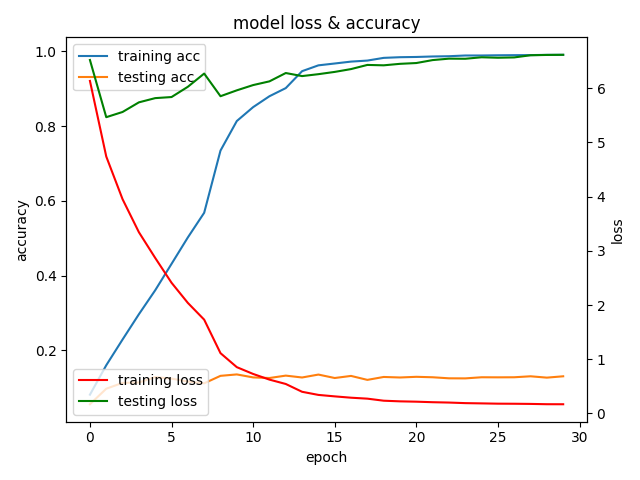 model loss & accuracy
training acc
testing acc
training loss
testing loss
1.0
0.8
0.6
0.4
0.2
accuracy
6
5
4
3
2
1
0
loss
0 5 10 15 20 25 30
epoch